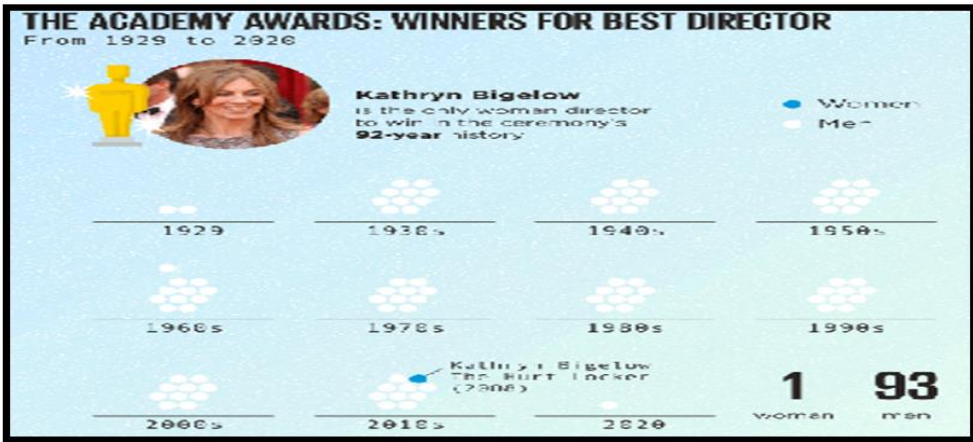 THE ACADEMY AWARDS: WINNERS FOR BEST DIRECTOR
From 1929 to 2020
Kathryn Bigelow
is the only woman director
to win in the ceremony's
92-year history
Women
Men
1929
1930s
1940s
1950s
1960s
1970s
1980s
1990s
Kathryn Bigelow
The Hurt Locker
(2008)
2000s
2010s
2020
1
woman
93
men